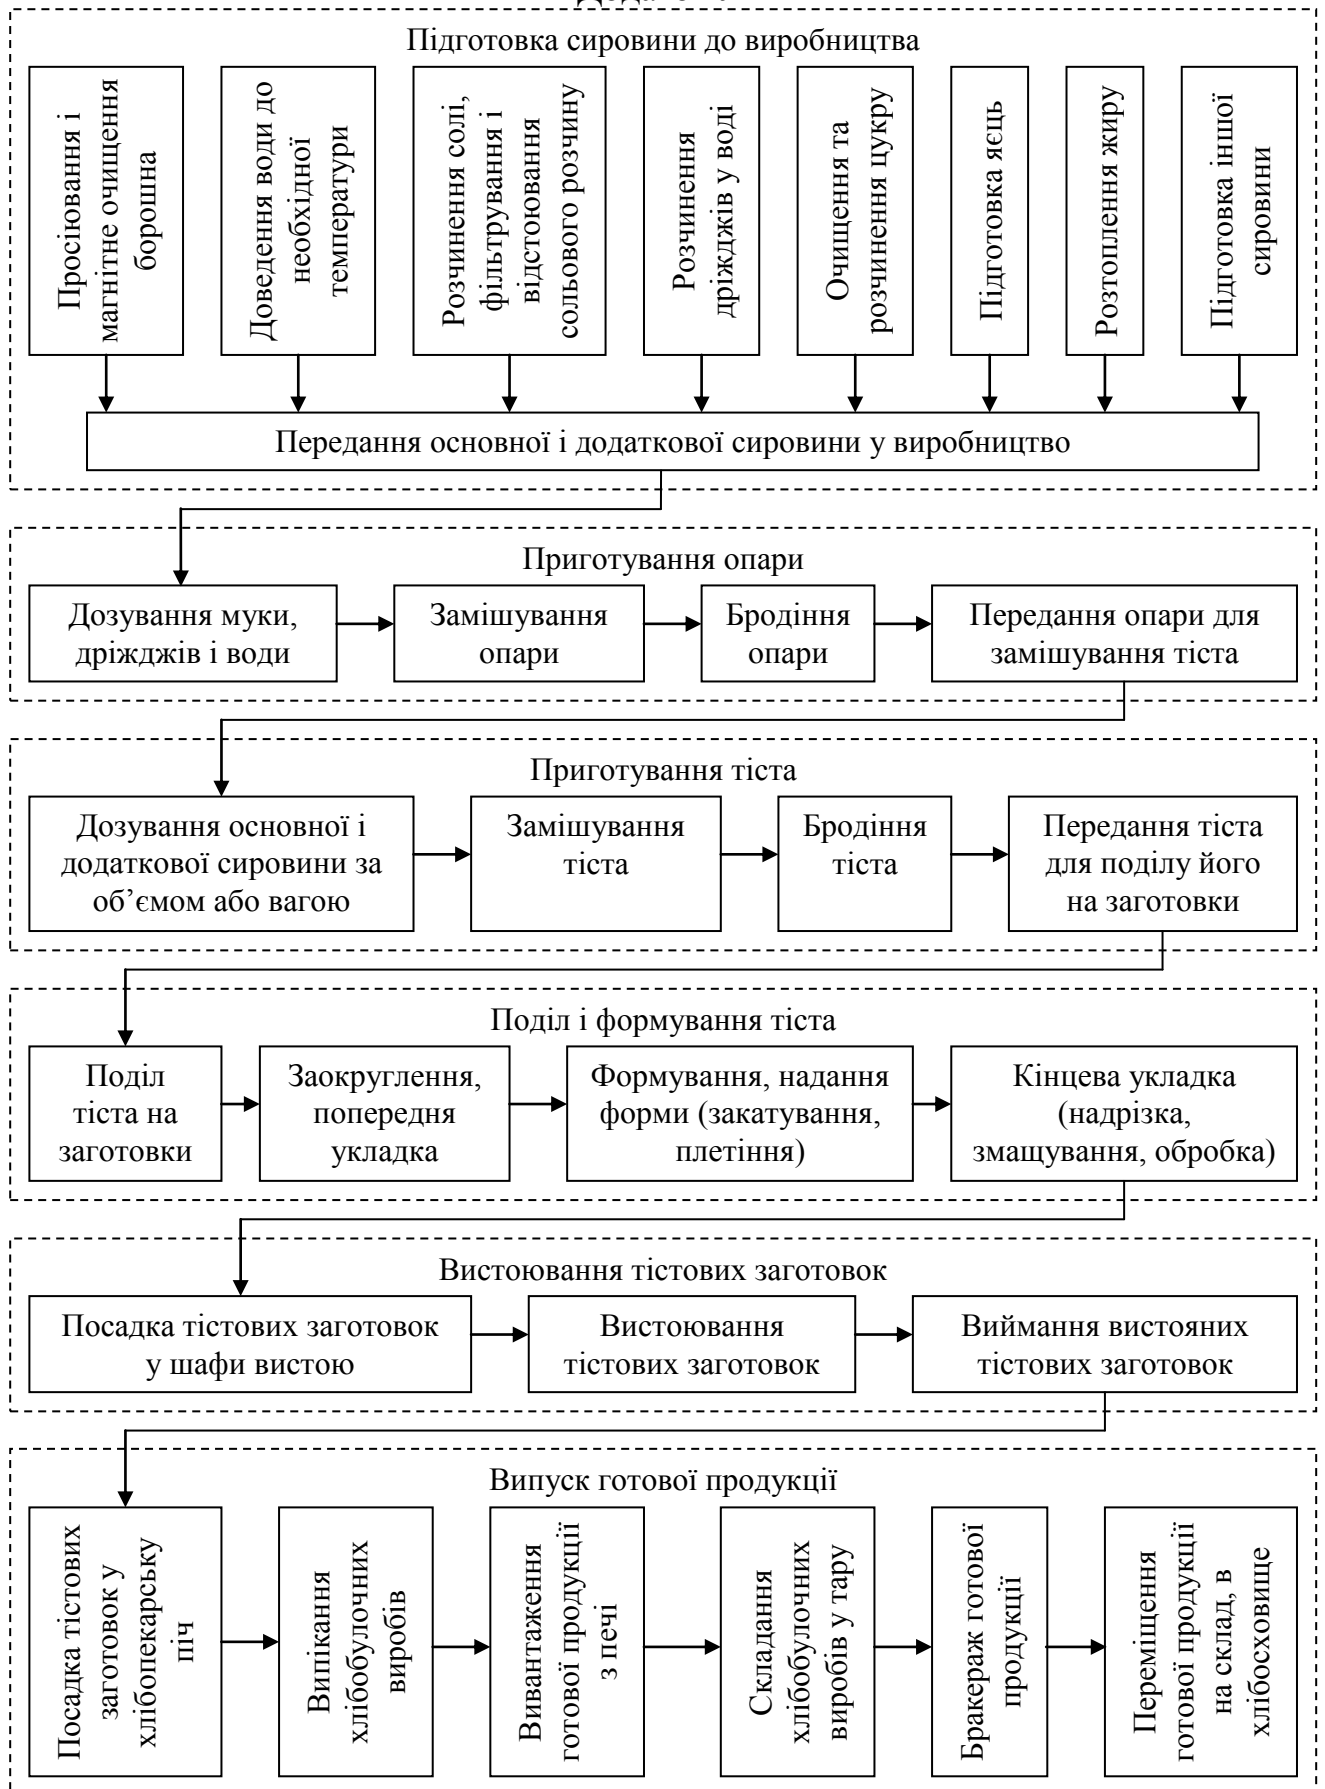 Підготовка сировини до виробництва
Просіювання і
магнітне очищення
борошна
Доведення води до
необхідної
температури
Розчинення солі,
фільтрування і
відстоювання
сольового розчину
Розчинення
дріжджів у воді
Очищення та
розчинення цукру
Підготовка яєць
Розтоплення жиру
Підготовка іншої
сировини
Передання основної і додаткової сировини у виробництво
Приготування опари
Дозування муки,
дріжджів і води
Замішування
опари
Бродіння
опари
Передання опари для
замішування тіста
Приготування тіста
Дозування основної і
додаткової сировини за
об’ємом або вагою
Замішування
тіста
Бродіння
тіста
Передання тіста
для поділу його
на заготовки
Поділ і формування тіста
Поділ
тіста на
заготовки
Заокруглення,
попередня
укладка
Формування, надання
форми (закатування,
плетіння)
Кінцева укладка
(надрізка,
змащування, обробка)
Вистоювання тістових заготовок
Посадка тістових заготовок
у шафи вистою
Вистоювання
тістових заготовок
Виймання вистояних
тістових заготовок
Випуск готової продукції
Посадка тістових
заготовок у
хлібопекарську
піч
Випікання
хлібобулочних
виробів
Вивантаження
готової продукції
з печі
Складання
хлібобулочних
виробів у тару
Бракераж готової
продукції
Переміщення
готової продукції
на склад, в
хлібосховище